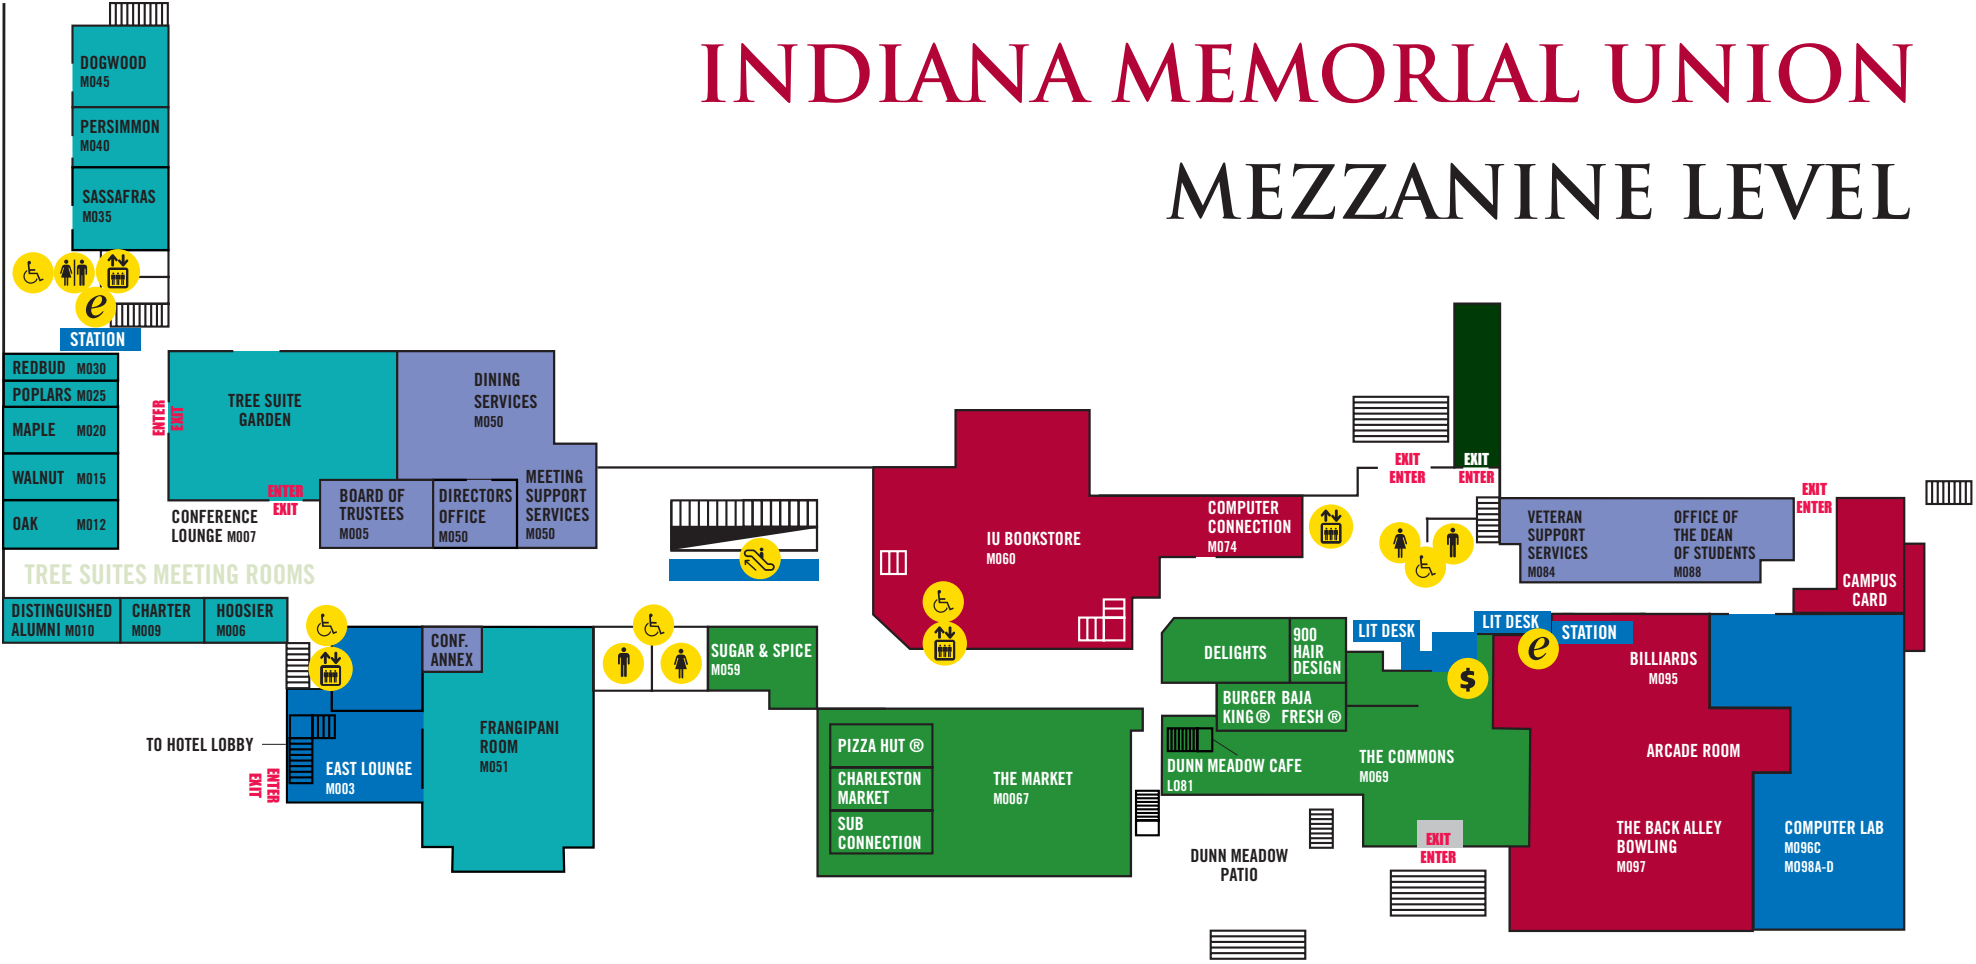 INDIANA MEMORIAL UNION
MEZZANINE LEVEL
DOGWOOD
M045
PERSIMMON
M040
SASSAFRAS
M035
e
STATION
REDBUD M030
POPLARS M025
MAPLE M020
WALNUT M015
OAK M012
ENTER
EXIT
TREE SUITE
GARDEN
ENTER
EXIT
CONFERENCE
LOUNGE M007
DINING
SERVICES
M050
BOARD OF
TRUSTEES
M005
DIRECTORS
OFFICE
M050
MEETING
SUPPORT
SERVICES
M050
TREE SUITES MEETING ROOMS
DISTINGUISHED
ALUMNI M010
CHARTER
M009
HOOSIER
M006
CONF.
ANNEX
TO HOTEL LOBBY
ENTER
EXIT
EAST LOUNGE
M003
FRANGIPANI
ROOM
M051
SUGAR & SPICE
M059
PIZZA HUT ®
CHARLESTON
MARKET
SUB
CONNECTION
THE MARKET
M0067
IU BOOKSTORE
M060
COMPUTER
CONNECTION
M074
EXIT
ENTER
EXIT
ENTER
VETERAN
SUPPORT
SERVICES
M084
OFFICE OF
THE DEAN
OF STUDENTS
M088
EXIT
ENTER
CAMPUS
CARD
DELIGHTS
900
HAIR
DESIGN
BURGER
KING®
BAJA
FRESH ®
LIT DESK
LIT DESK
e
STATION
$
DUNN MEADOW CAFE
L081
THE COMMONS
M069
EXIT
ENTER
DUNN MEADOW
PATIO
BILLIARDS
M095
ARCADE ROOM
THE BACK ALLEY
BOWLING
M097
COMPUTER LAB
M096C
M098A-D